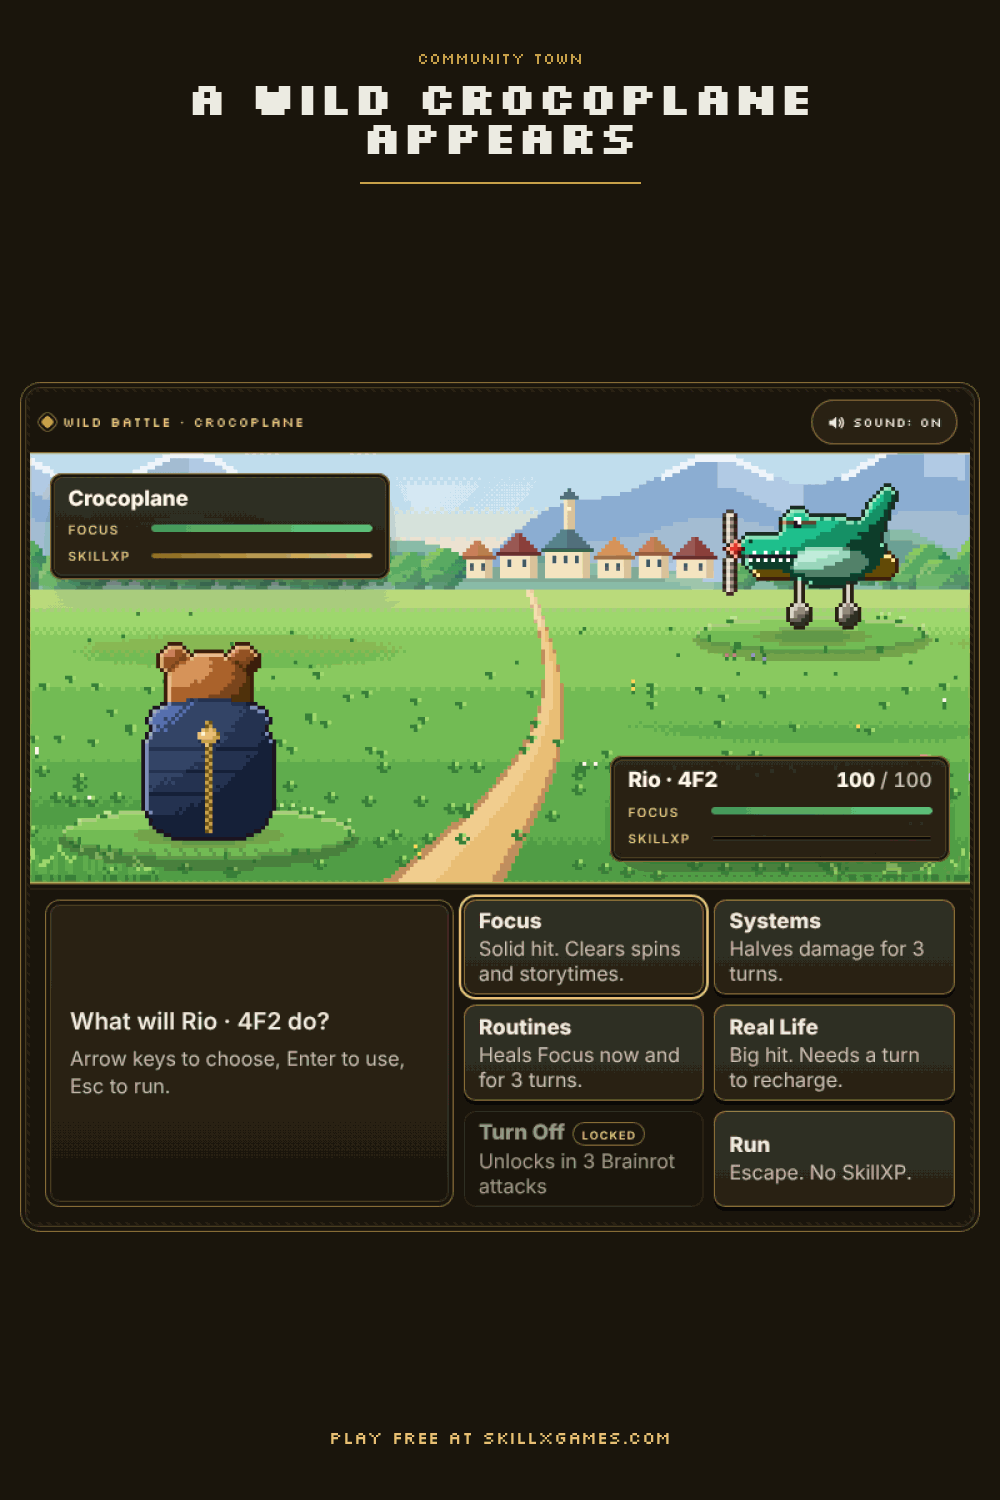 COMMUNITY TOWN
A WILD CROCOPLANE
APPEARS
WILD BATTLE · CROCOPLANE
SOUND: ON
Crocoplane
FOCUS
SKILLXP
Rio · 4F2 100 / 100
FOCUS
SKILLXP
What will Rio · 4F2 do?
Arrow keys to choose, Enter to use,
Esc to run.
Focus
Solid hit. Clears spins
and storytimes.
Systems
Halves damage for 3
turns.
Routines
Heals Focus now and
for 3 turns.
Real Life
Big hit. Needs a turn
to recharge.
Turn Off LOCKED
Unlocks in 3 Brainrot
attacks
Run
Escape. No SkillXP.
PLAY FREE AT SKILLXGAMES.COM